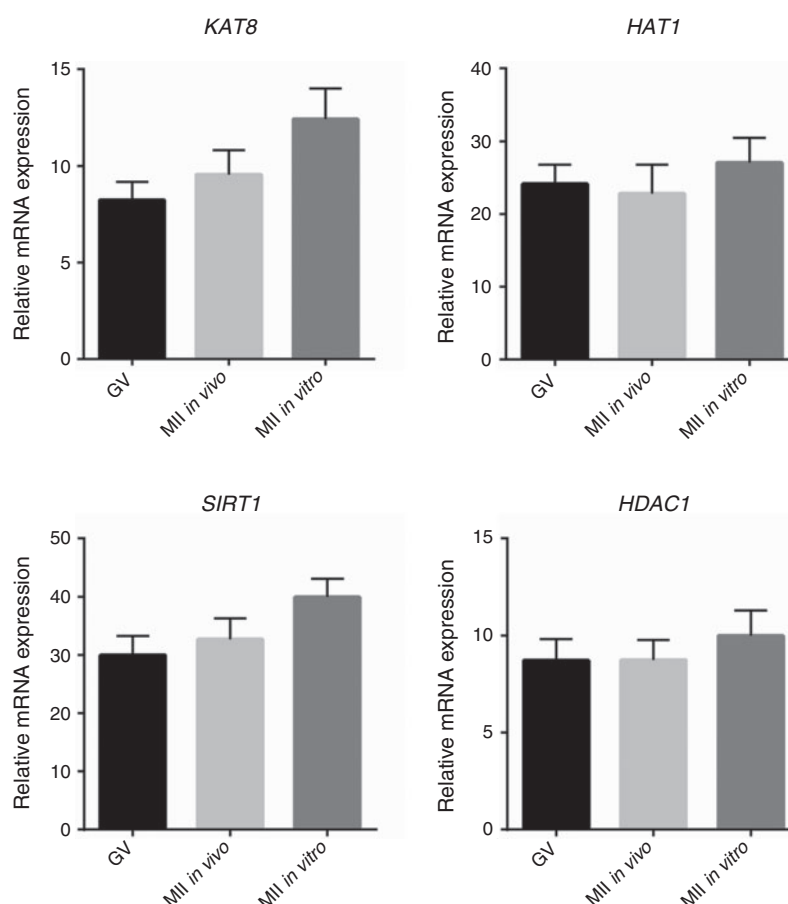 KAT8
Relative mRNA expression
15
10
5
0
GV
MII in vivo
MII in vitro
HAT1
Relative mRNA expression
40
30
20
10
0
GV
MII in vivo
MII in vitro
SIRT1
Relative mRNA expression
50
40
30
20
10
0
GV
MII in vivo
MII in vitro
HDAC1
Relative mRNA expression
15
10
5
0
GV
MII in vivo
MII in vitro